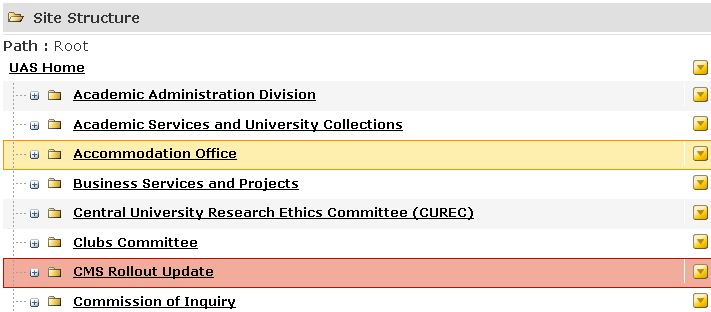 Site Structure
Path : Root
UAS Home
Academic Administration Division
Academic Services and University Collections
Accommodation Office
Business Services and Projects
Central University Research Ethics Committee (CUREC)
Clubs Committee
CMS Rollout Update
Commission of Inquiry